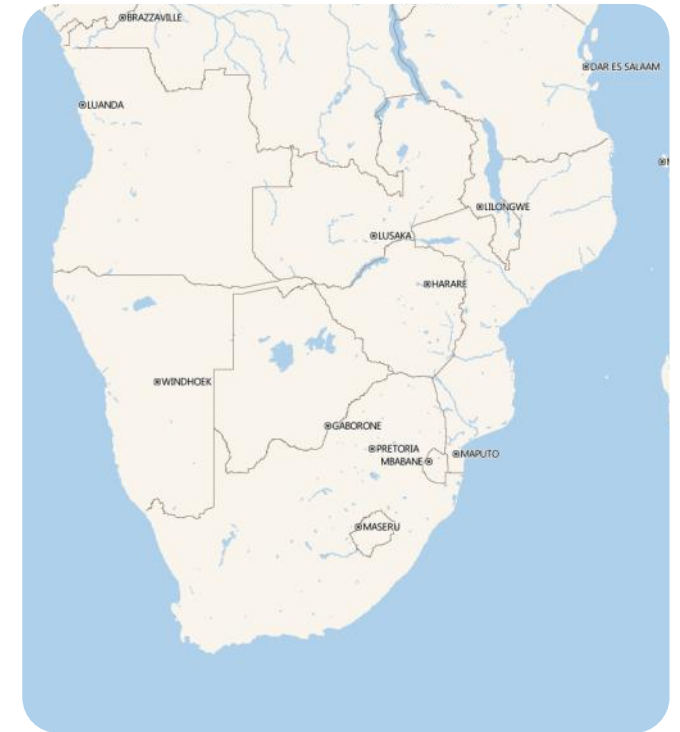 BRAZZAVILLE
DAR ES SALAAM
LUANDA
LILONGWE
LUSAKA
HARARE
WINDHOEK
GABORONE
PRETORIA
MBABANE
MAPUTO
MASERU